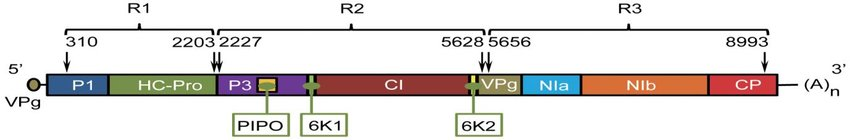 R1 R2 R3
310 2203 2227 5628 5656 8993
5' 3'
P1 HC-Pro P3 CI VPg NIa NIb CP (A)n
VPg
PIPO 6K1 6K2